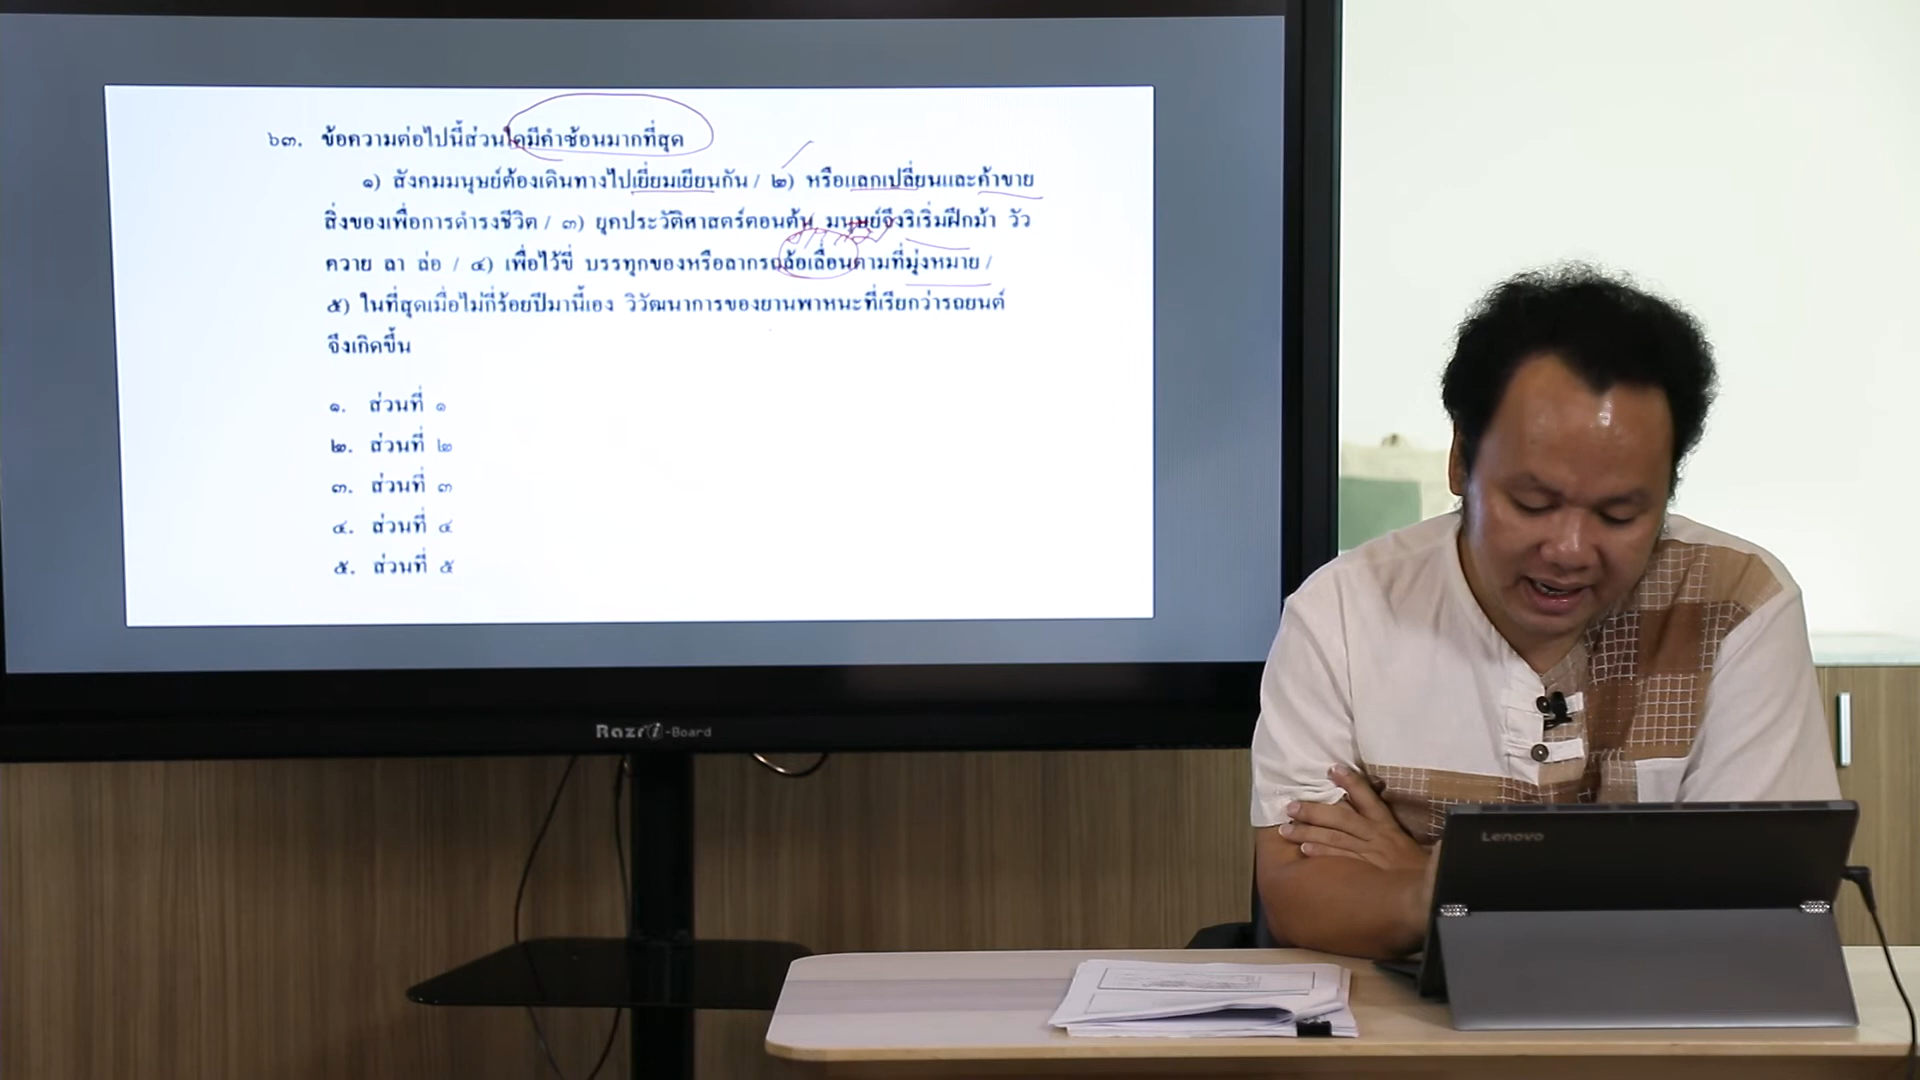 ๖๓. ข้อความต่อไปนี้ส่วนใดมีคำซ้อนมากที่สุด
๑) สังคมมนุษย์ต้องเดินทางไปเยี่ยมเยียนกัน / ๒) หรือแลกเปลี่ยนและค้าขาย
สิ่งของเพื่อการดำรงชีวิต / ๓) ยุคประวัติศาสตร์ตอนต้น มนุษย์จึงริเริ่มฝึกม้า วัว
ควาย ลา ล่อ / ๔) เพื่อไว้ขี่ บรรทุกของหรือลากรถล้อเลื่อนตามที่มุ่งหมาย /
๕) ในที่สุดเมื่อไม่กี่ร้อยปีมานี้เอง วิวัฒนาการของยานพาหนะที่เรียกว่ารถยนต์
จึงเกิดขึ้น
๑. ส่วนที่ ๑
๒. ส่วนที่ ๒
๓. ส่วนที่ ๓
๔. ส่วนที่ ๔
๕. ส่วนที่ ๕
Razr i-Board
Lenovo